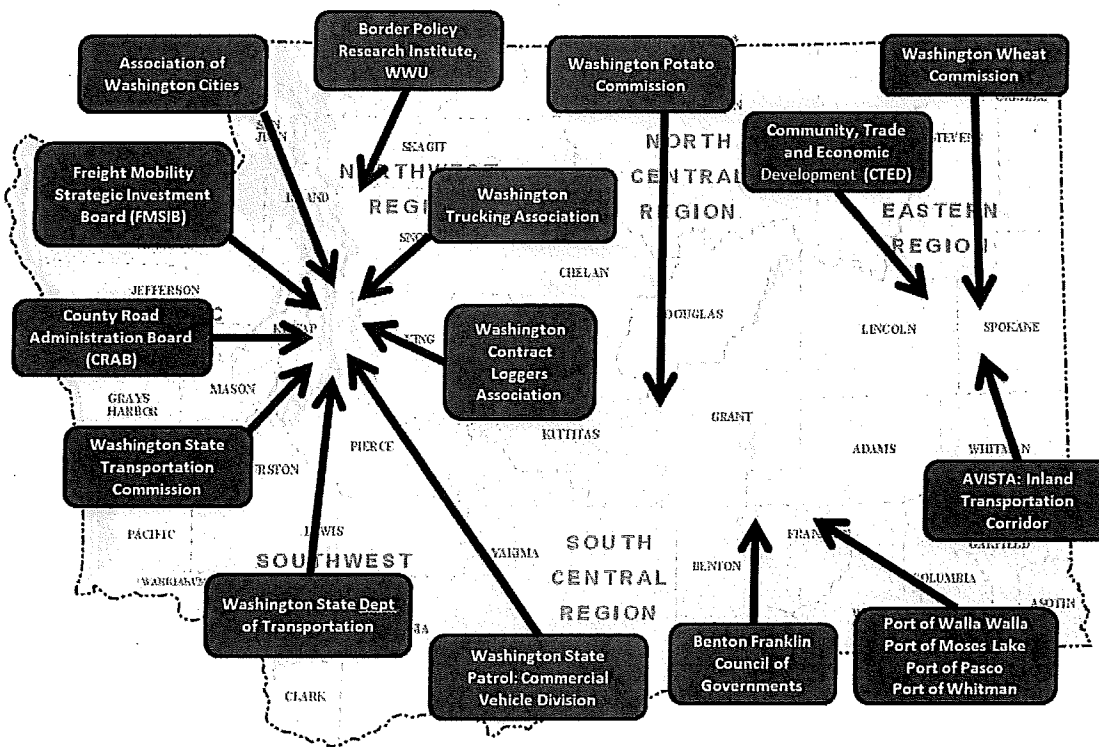 Association of
Washington Cities
Border Policy
Research Institute,
WWU
Washington Potato
Commission
Washington Wheat
Commission
Freight Mobility
Strategic Investment
Board (FMSIB)
Washington
Trucking Association
Community, Trade
and Economic
Development (CTED)
County Road
Administration Board
(CRAB)
Washington
Contract
Loggers
Association
Washington State
Transportation
Commission
AVISTA: Inland
Transportation
Corridor
Washington State Dept
of Transportation
Washington State
Patrol: Commercial
Vehicle Division
Benton Franklin
Council of
Governments
Port of Walla Walla
Port of Moses Lake
Port of Pasco
Port of Whitman
SKAGIT
NORTH
CENTRAL
REGION
EASTERN
REGION
CHELAN
JEFFERSON
DOUGLAS
LINCOLN
SPOKANE
MASON
GRAYS
HARBOR
GRANT
KITTITAS
PIERCE
ADAMS
WHITMAN
PACIFIC
LEWIS
SOUTHWEST
YAKIMA
SOUTH
CENTRAL
REGION
BENTON
GARFIELD
COLUMBIA
ASOTIN
CLARK